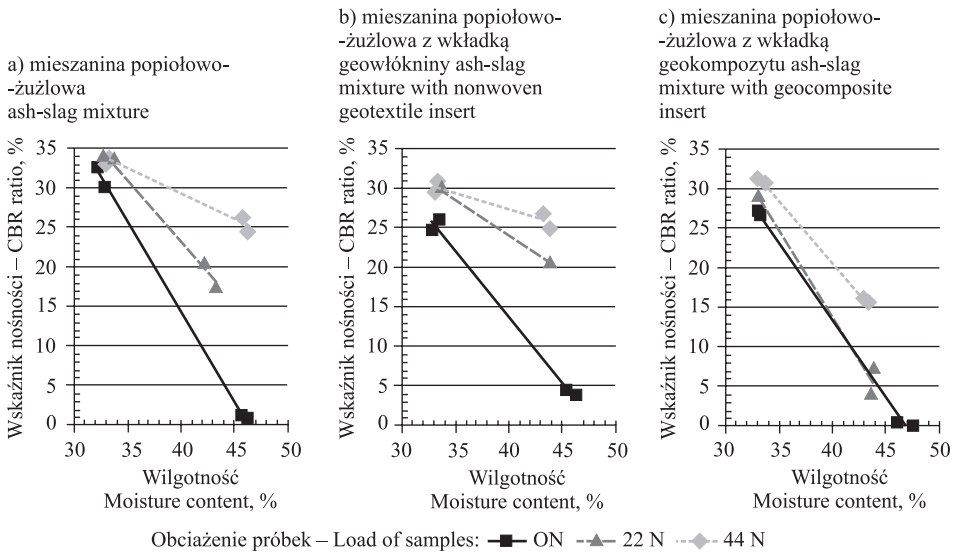 a) mieszanina popiołowo-
-żużlowa
ash-slag mixture
b) mieszanina popiołowo-
-żużlowa z wkładką
geowłókniny ash-slag
mixture with nonwoven
geotextile insert
c) mieszanina popiołowo-
-żużlowa z wkładką
geokompozytu ash-slag
mixture with geocomposite
insert
Wskaźnik nośności – CBR ratio, %
35
30
25
20
15
10
5
0
30 35 40 45 50
Wilgotność
Moisture content, %
Wskaźnik nośności – CBR ratio, %
35
30
25
20
15
10
5
0
30 35 40 45 50
Wilgotność
Moisture content, %
Wskaźnik nośności – CBR ratio, %
35
30
25
20
15
10
5
0
30 35 40 45 50
Wilgotność
Moisture content, %
Obciażenie próbek – Load of samples: ON 22 N 44 N